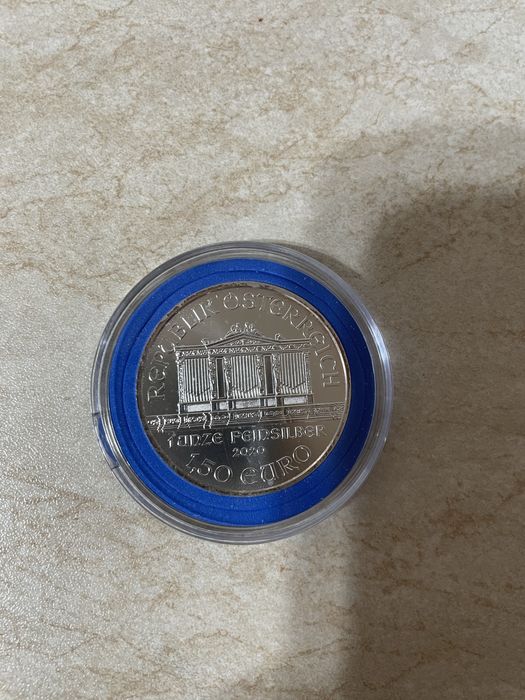 REPUBLIK ÖSTERREICH
1 UNZE FEINSILBER
2020
1,50 EURO